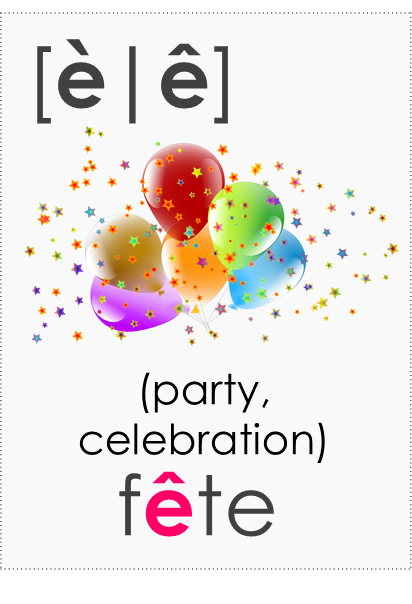 [è|ê]
(party,
celebration)
fête